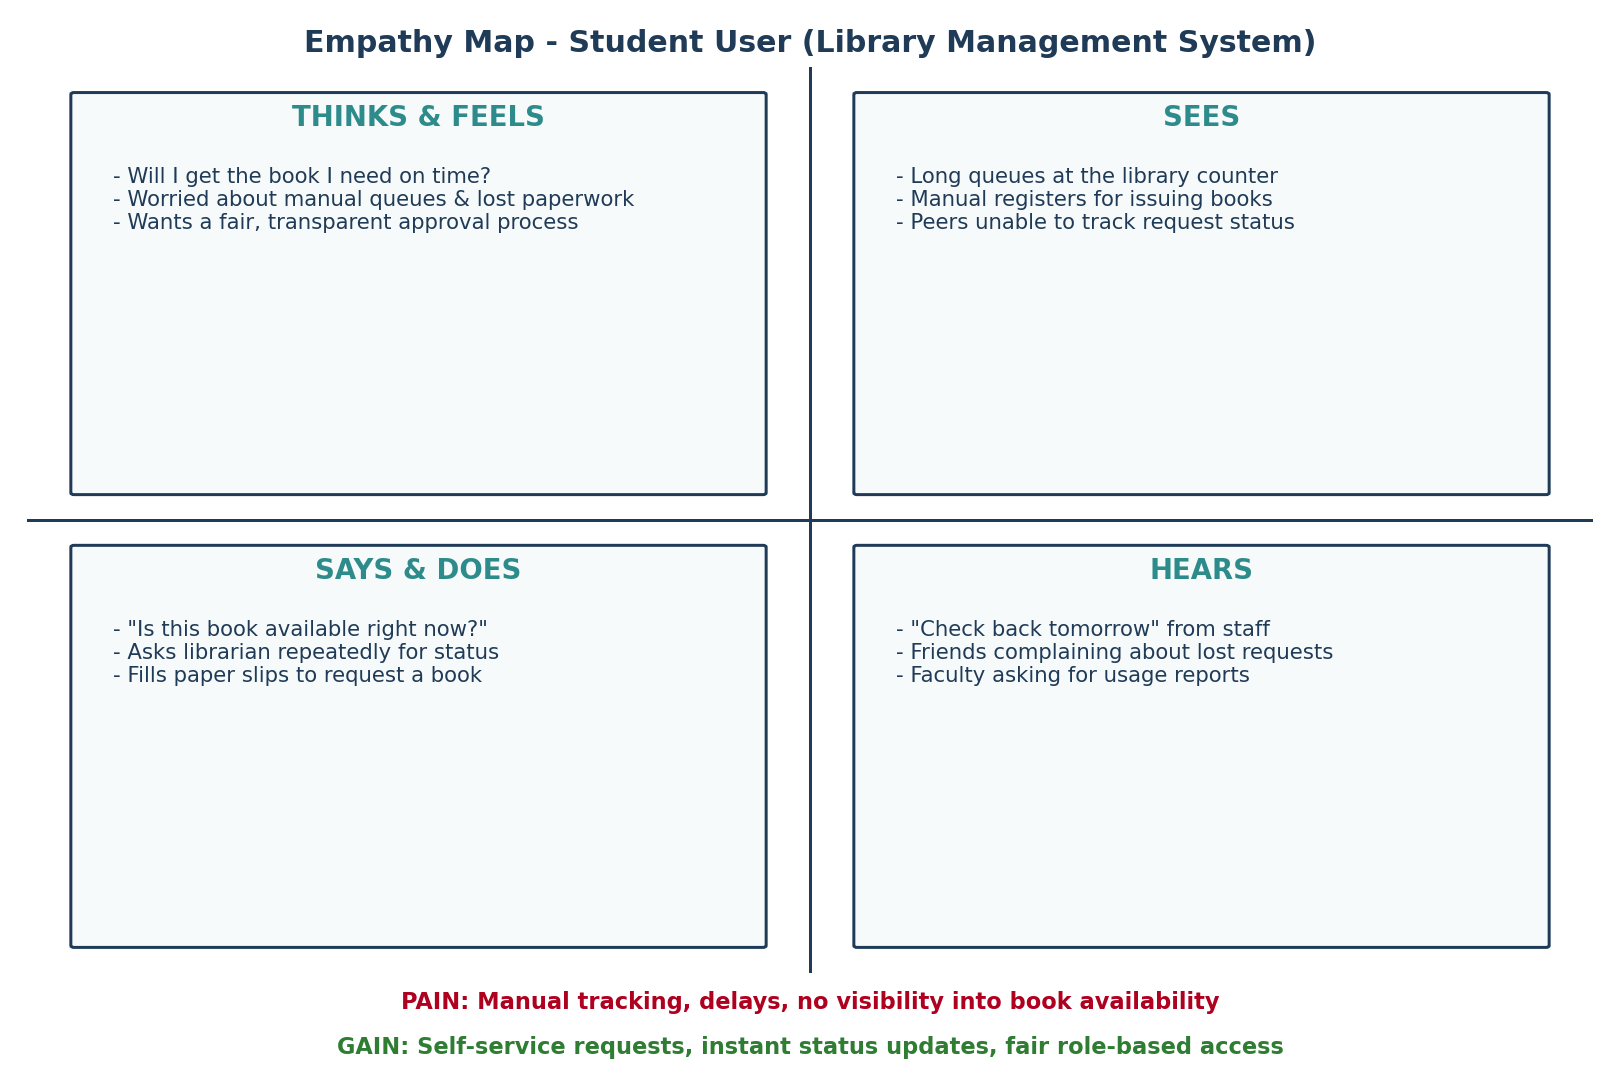 Empathy Map - Student User (Library Management System)
THINKS & FEELS
- Will I get the book I need on time?
- Worried about manual queues & lost paperwork
- Wants a fair, transparent approval process
SEES
- Long queues at the library counter
- Manual registers for issuing books
- Peers unable to track request status
SAYS & DOES
- "Is this book available right now?"
- Asks librarian repeatedly for status
- Fills paper slips to request a book
HEARS
- "Check back tomorrow" from staff
- Friends complaining about lost requests
- Faculty asking for usage reports
PAIN: Manual tracking, delays, no visibility into book availability
GAIN: Self-service requests, instant status updates, fair role-based access